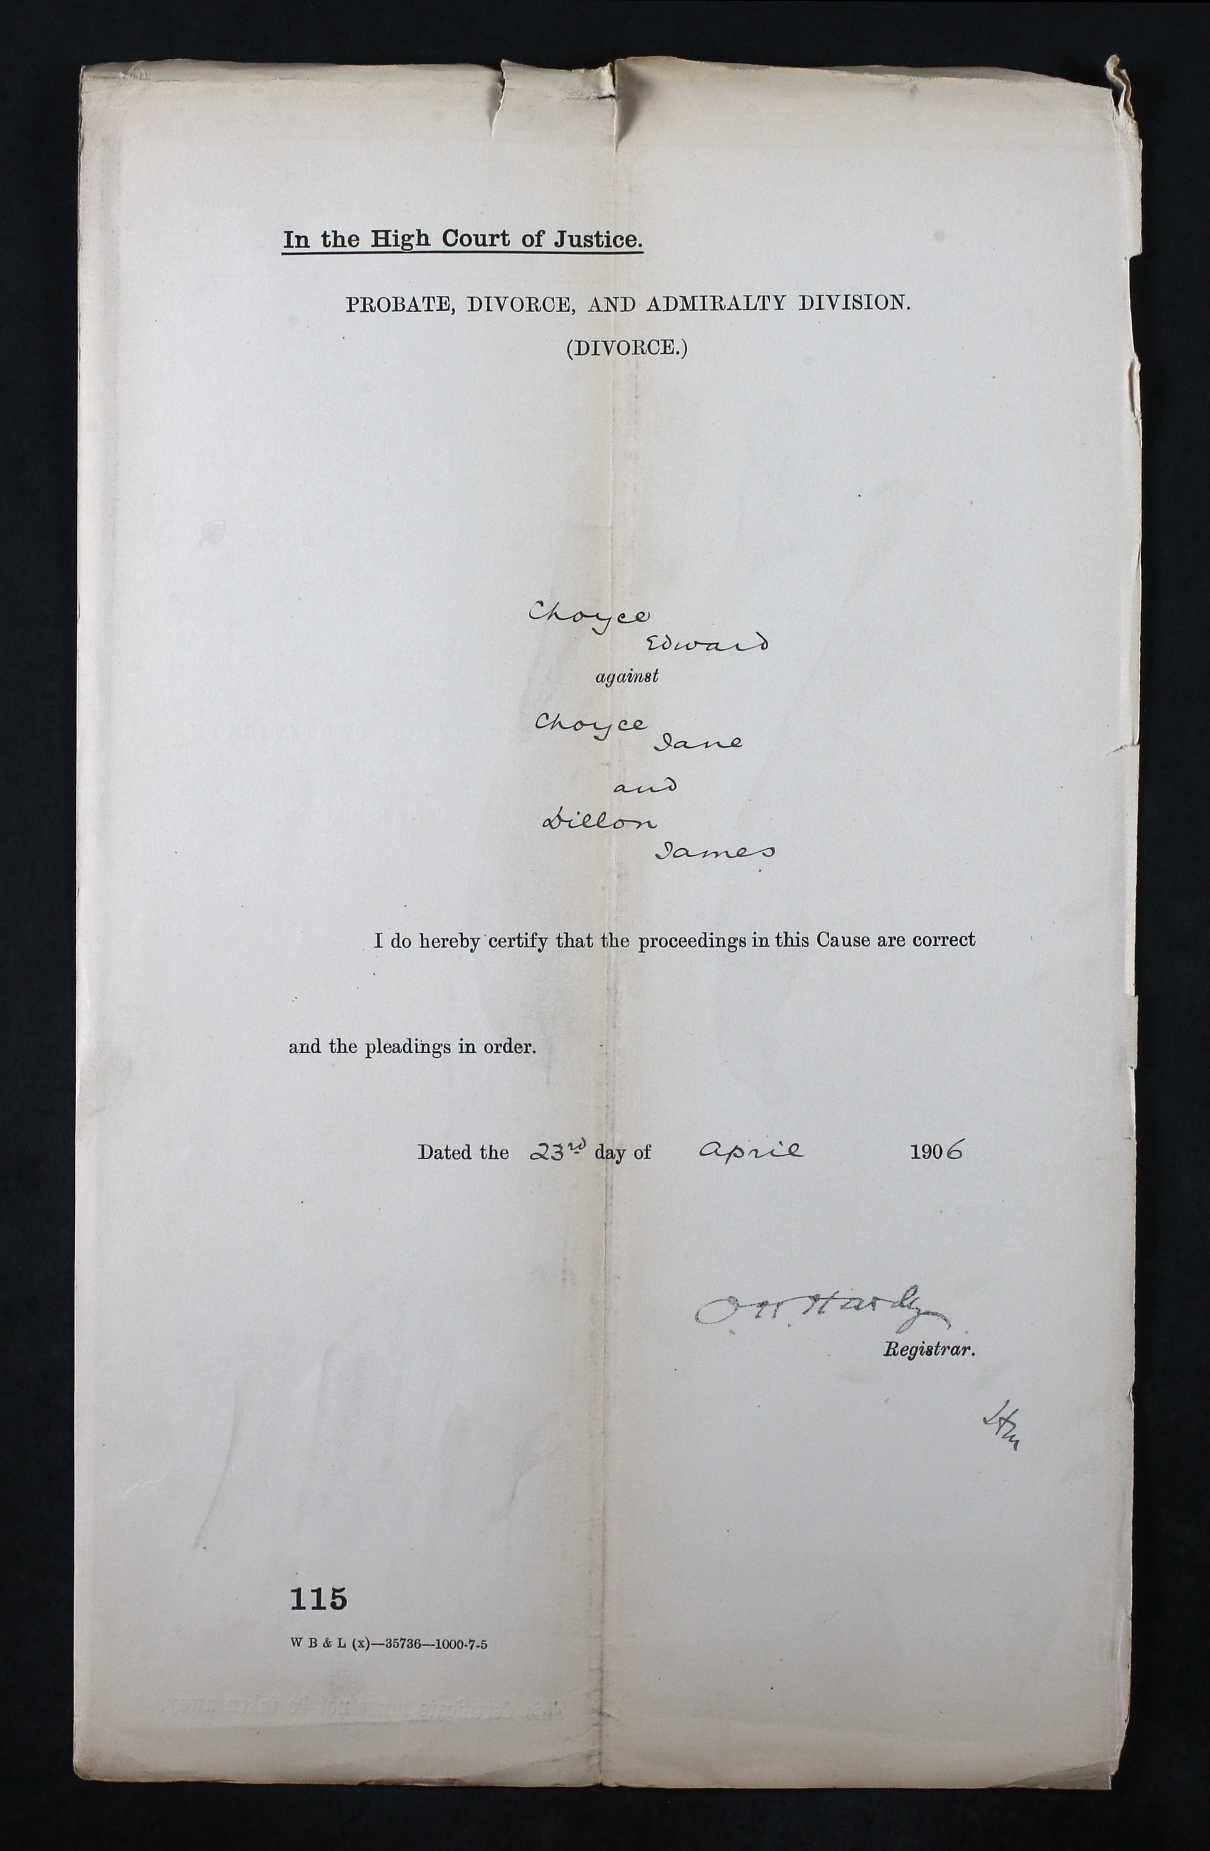 In the High Court of Justice.
PROBATE, DIVORCE, AND ADMIRALTY DIVISION.
(DIVORCE.)
Choyce
Edward
against
Choyce
Jane
and
Dillon
James
I do hereby certify that the proceedings in this Cause are correct
and the pleadings in order.
Dated the 23rd day of April 1906
Hardy
Registrar.
115
W B & L (x)—35736—1000-7-5